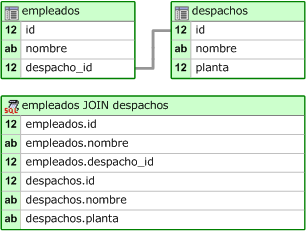 empleados
12 id
ab nombre
12 despacho_id
despachos
12 id
ab nombre
12 planta
SQL empleados JOIN despachos
12 empleados.id
ab empleados.nombre
12 empleados.despacho_id
12 despachos.id
ab despachos.nombre
ab despachos.planta